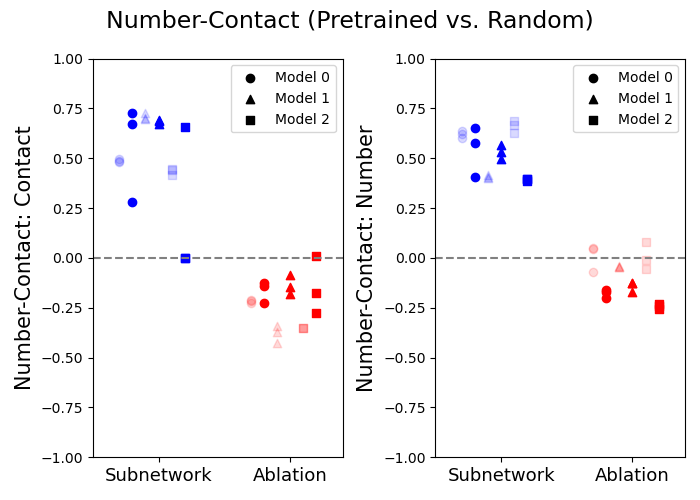 Number-Contact (Pretrained vs. Random)
Number-Contact: Contact
1.00
0.75
0.50
0.25
0.00
−0.25
−0.50
−0.75
−1.00
Model 0
Model 1
Model 2
Subnetwork
Ablation
Number-Contact: Number
1.00
0.75
0.50
0.25
0.00
−0.25
−0.50
−0.75
−1.00
Model 0
Model 1
Model 2
Subnetwork
Ablation